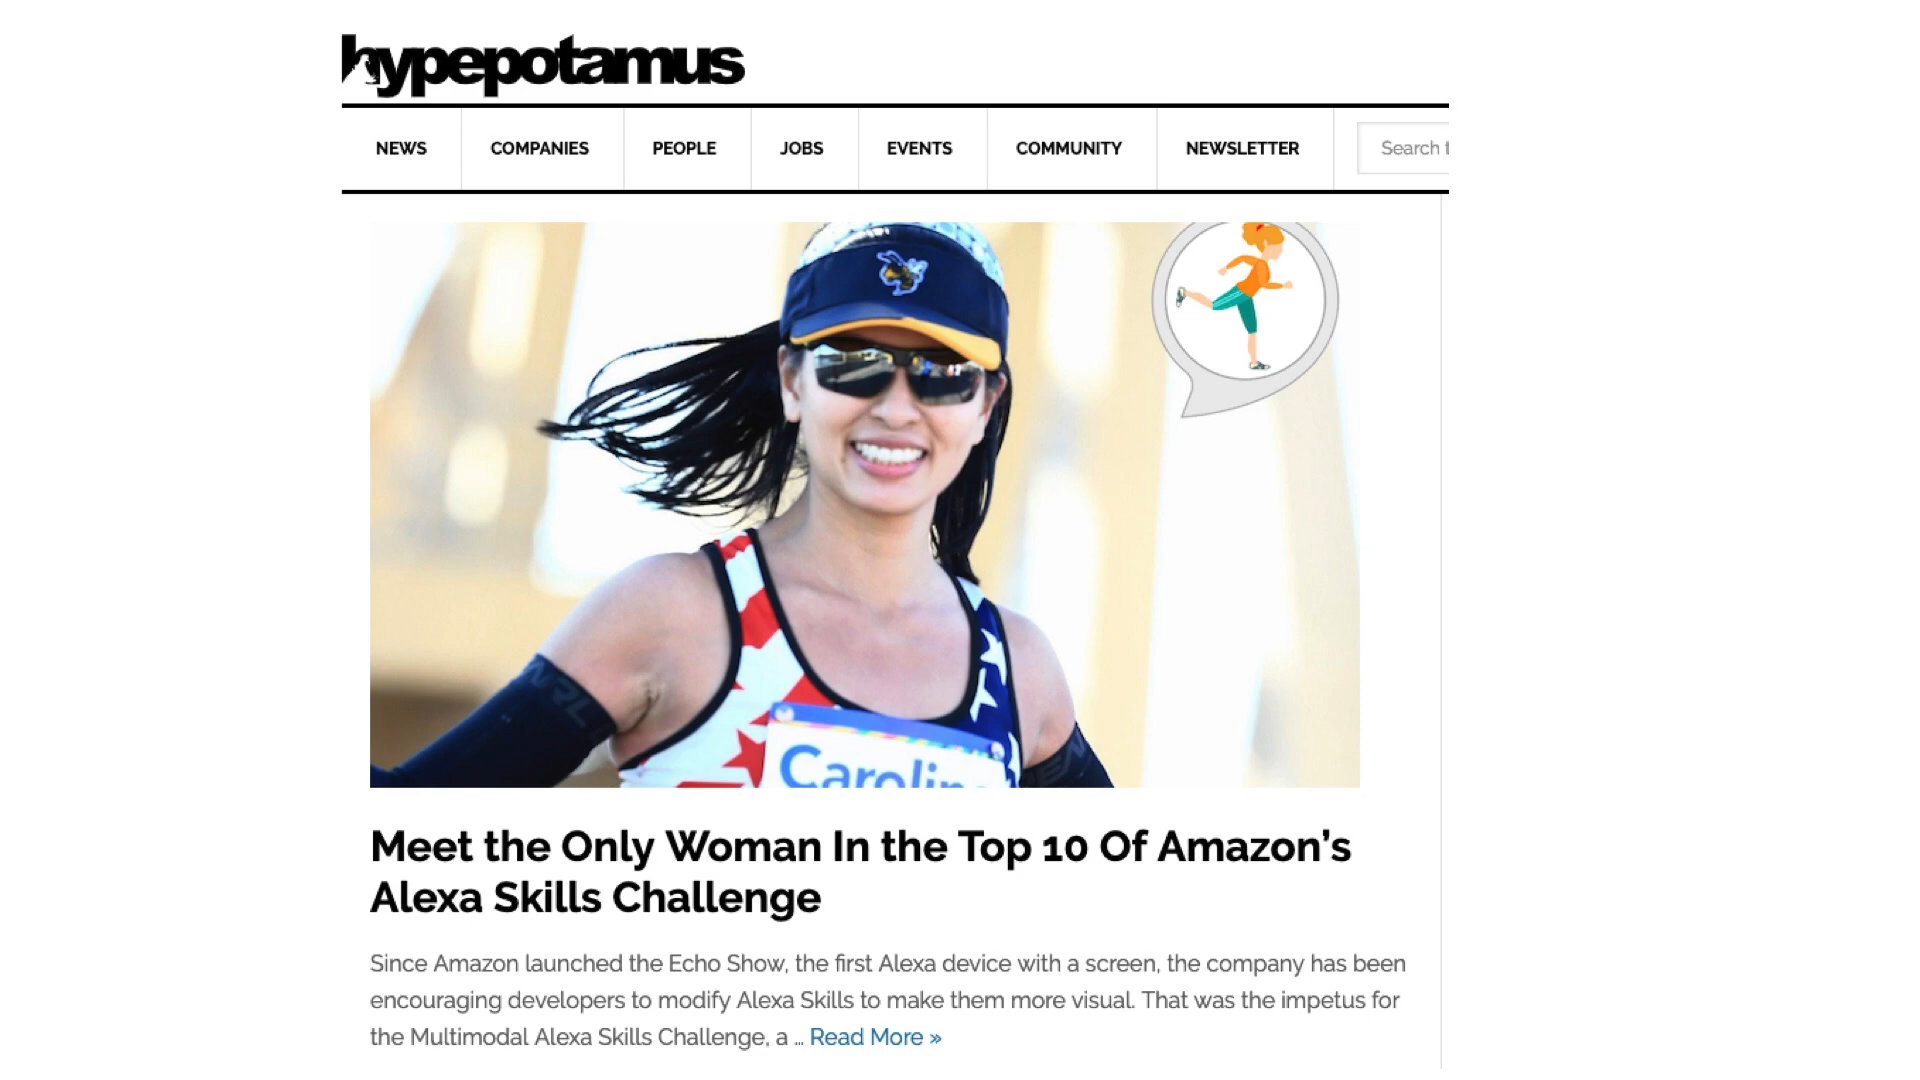 hypepotamus
NEWS COMPANIES PEOPLE JOBS EVENTS COMMUNITY NEWSLETTER Search t
Carolin
Meet the Only Woman In the Top 10 Of Amazon’s
Alexa Skills Challenge
Since Amazon launched the Echo Show, the first Alexa device with a screen, the company has been
encouraging developers to modify Alexa Skills to make them more visual. That was the impetus for
the Multimodal Alexa Skills Challenge, a … Read More »